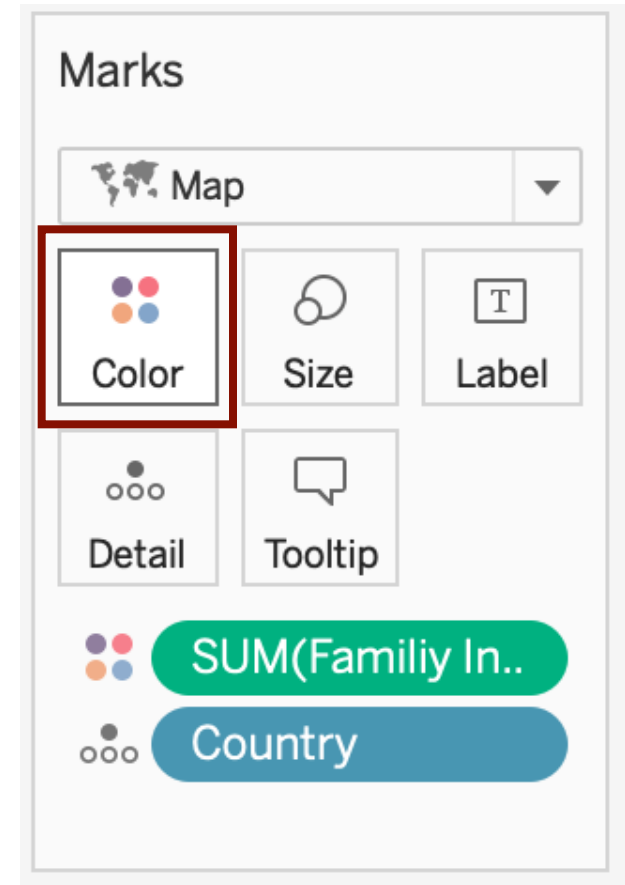 Marks
Map
Color
Size
Label
Detail
Tooltip
SUM(Familiy In..
Country